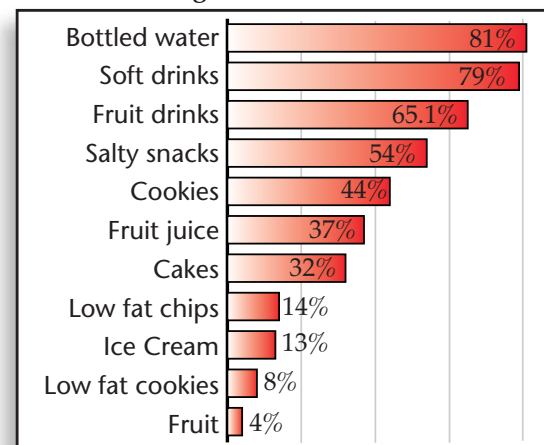 Bottled water 81%
Soft drinks 79%
Fruit drinks 65.1%
Salty snacks 54%
Cookies 44%
Fruit juice 37%
Cakes 32%
Low fat chips 14%
Ice Cream 13%
Low fat cookies 8%
Fruit 4%